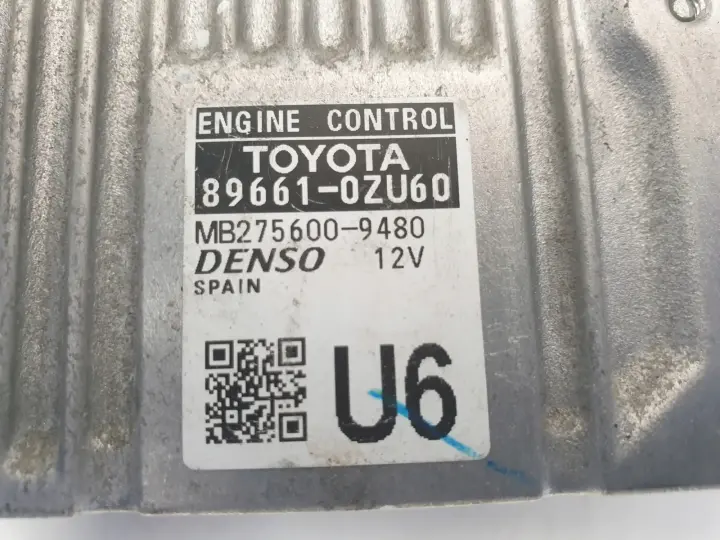 ENGINE CONTROL
TOYOTA
89661-0ZU60
MB275600-9480
DENSO 12V
SPAIN
U6